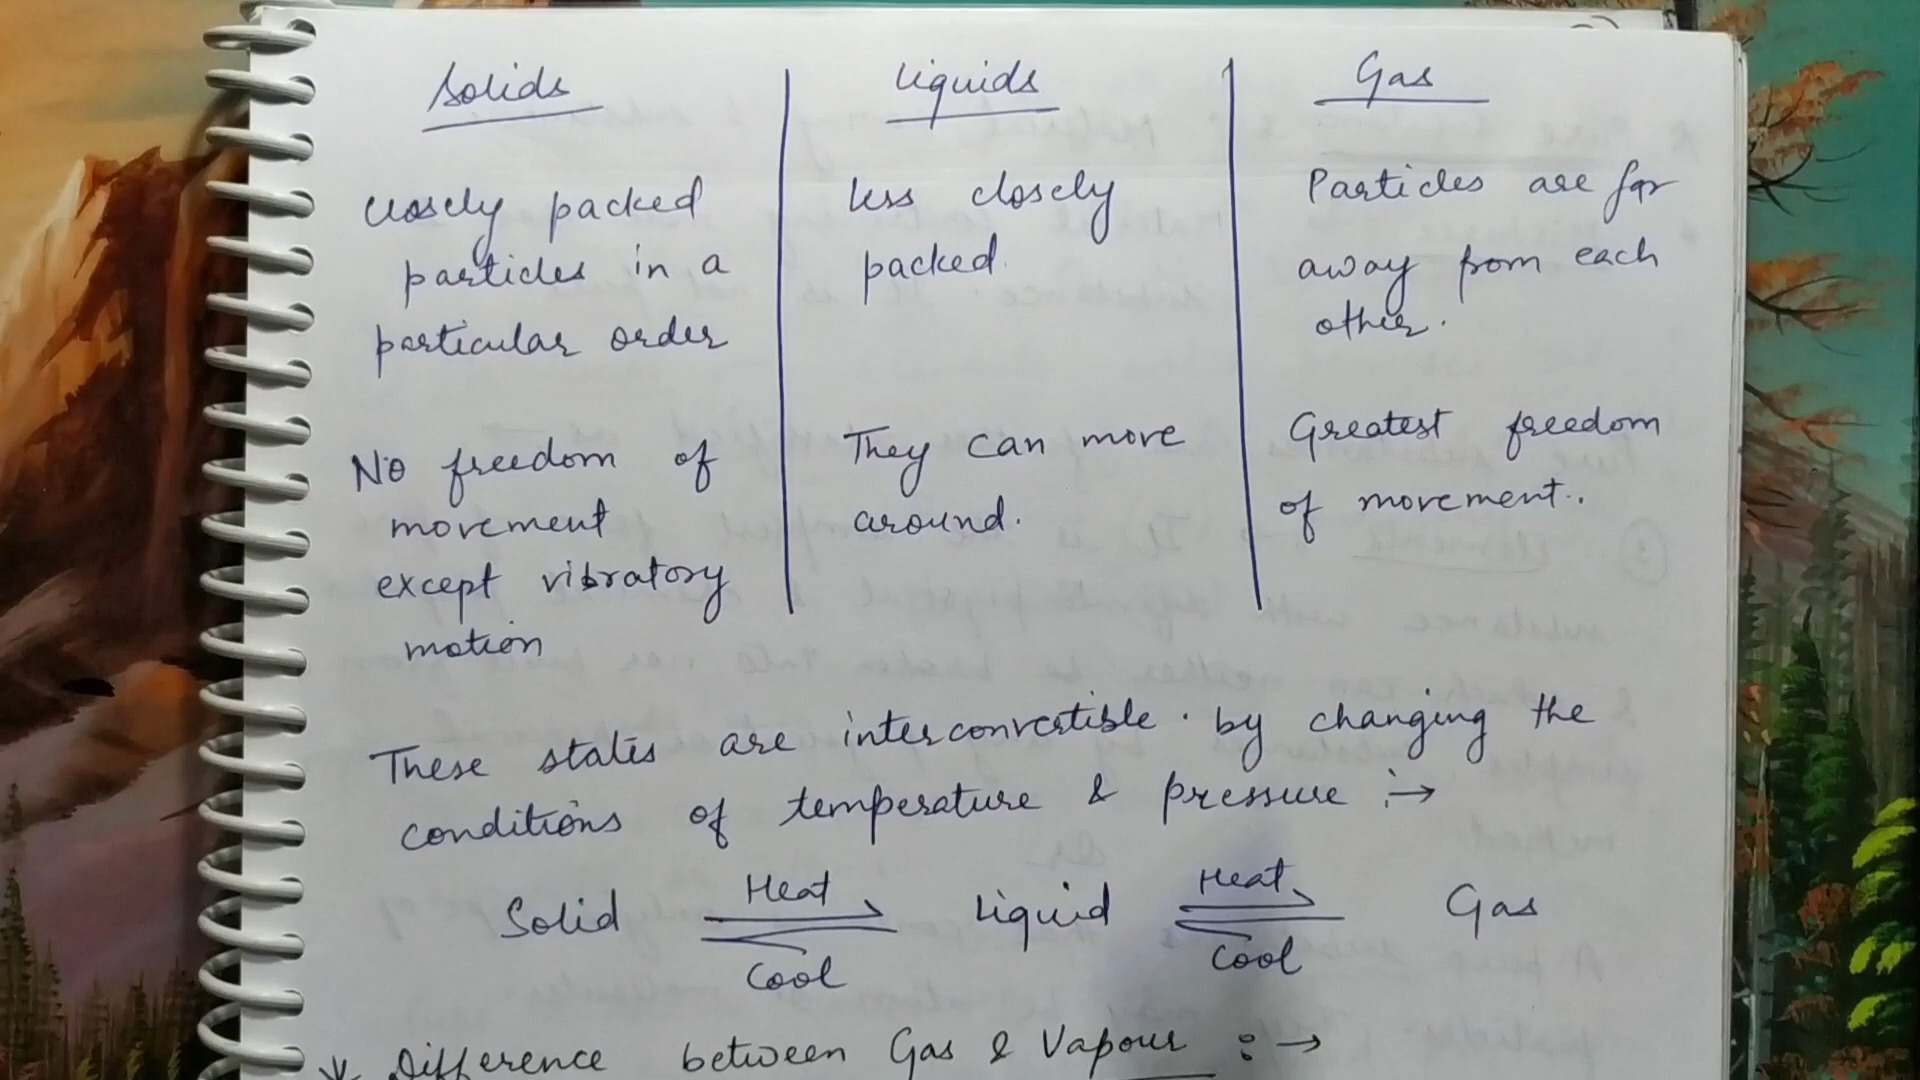 Solids
Closely packed
particles in a
particular order
No freedom of
movement
except vibratory
motion
Liquids
less closely
packed.
They can move
around.
Gas
Particles are far
away from each
other.
Greatest freedom
of movement.
These states are interconvertible by changing the
conditions of temperature & pressure :→
Solid Heat Cool Liquid Heat Cool Gas
* Difference between Gas & Vapour :→